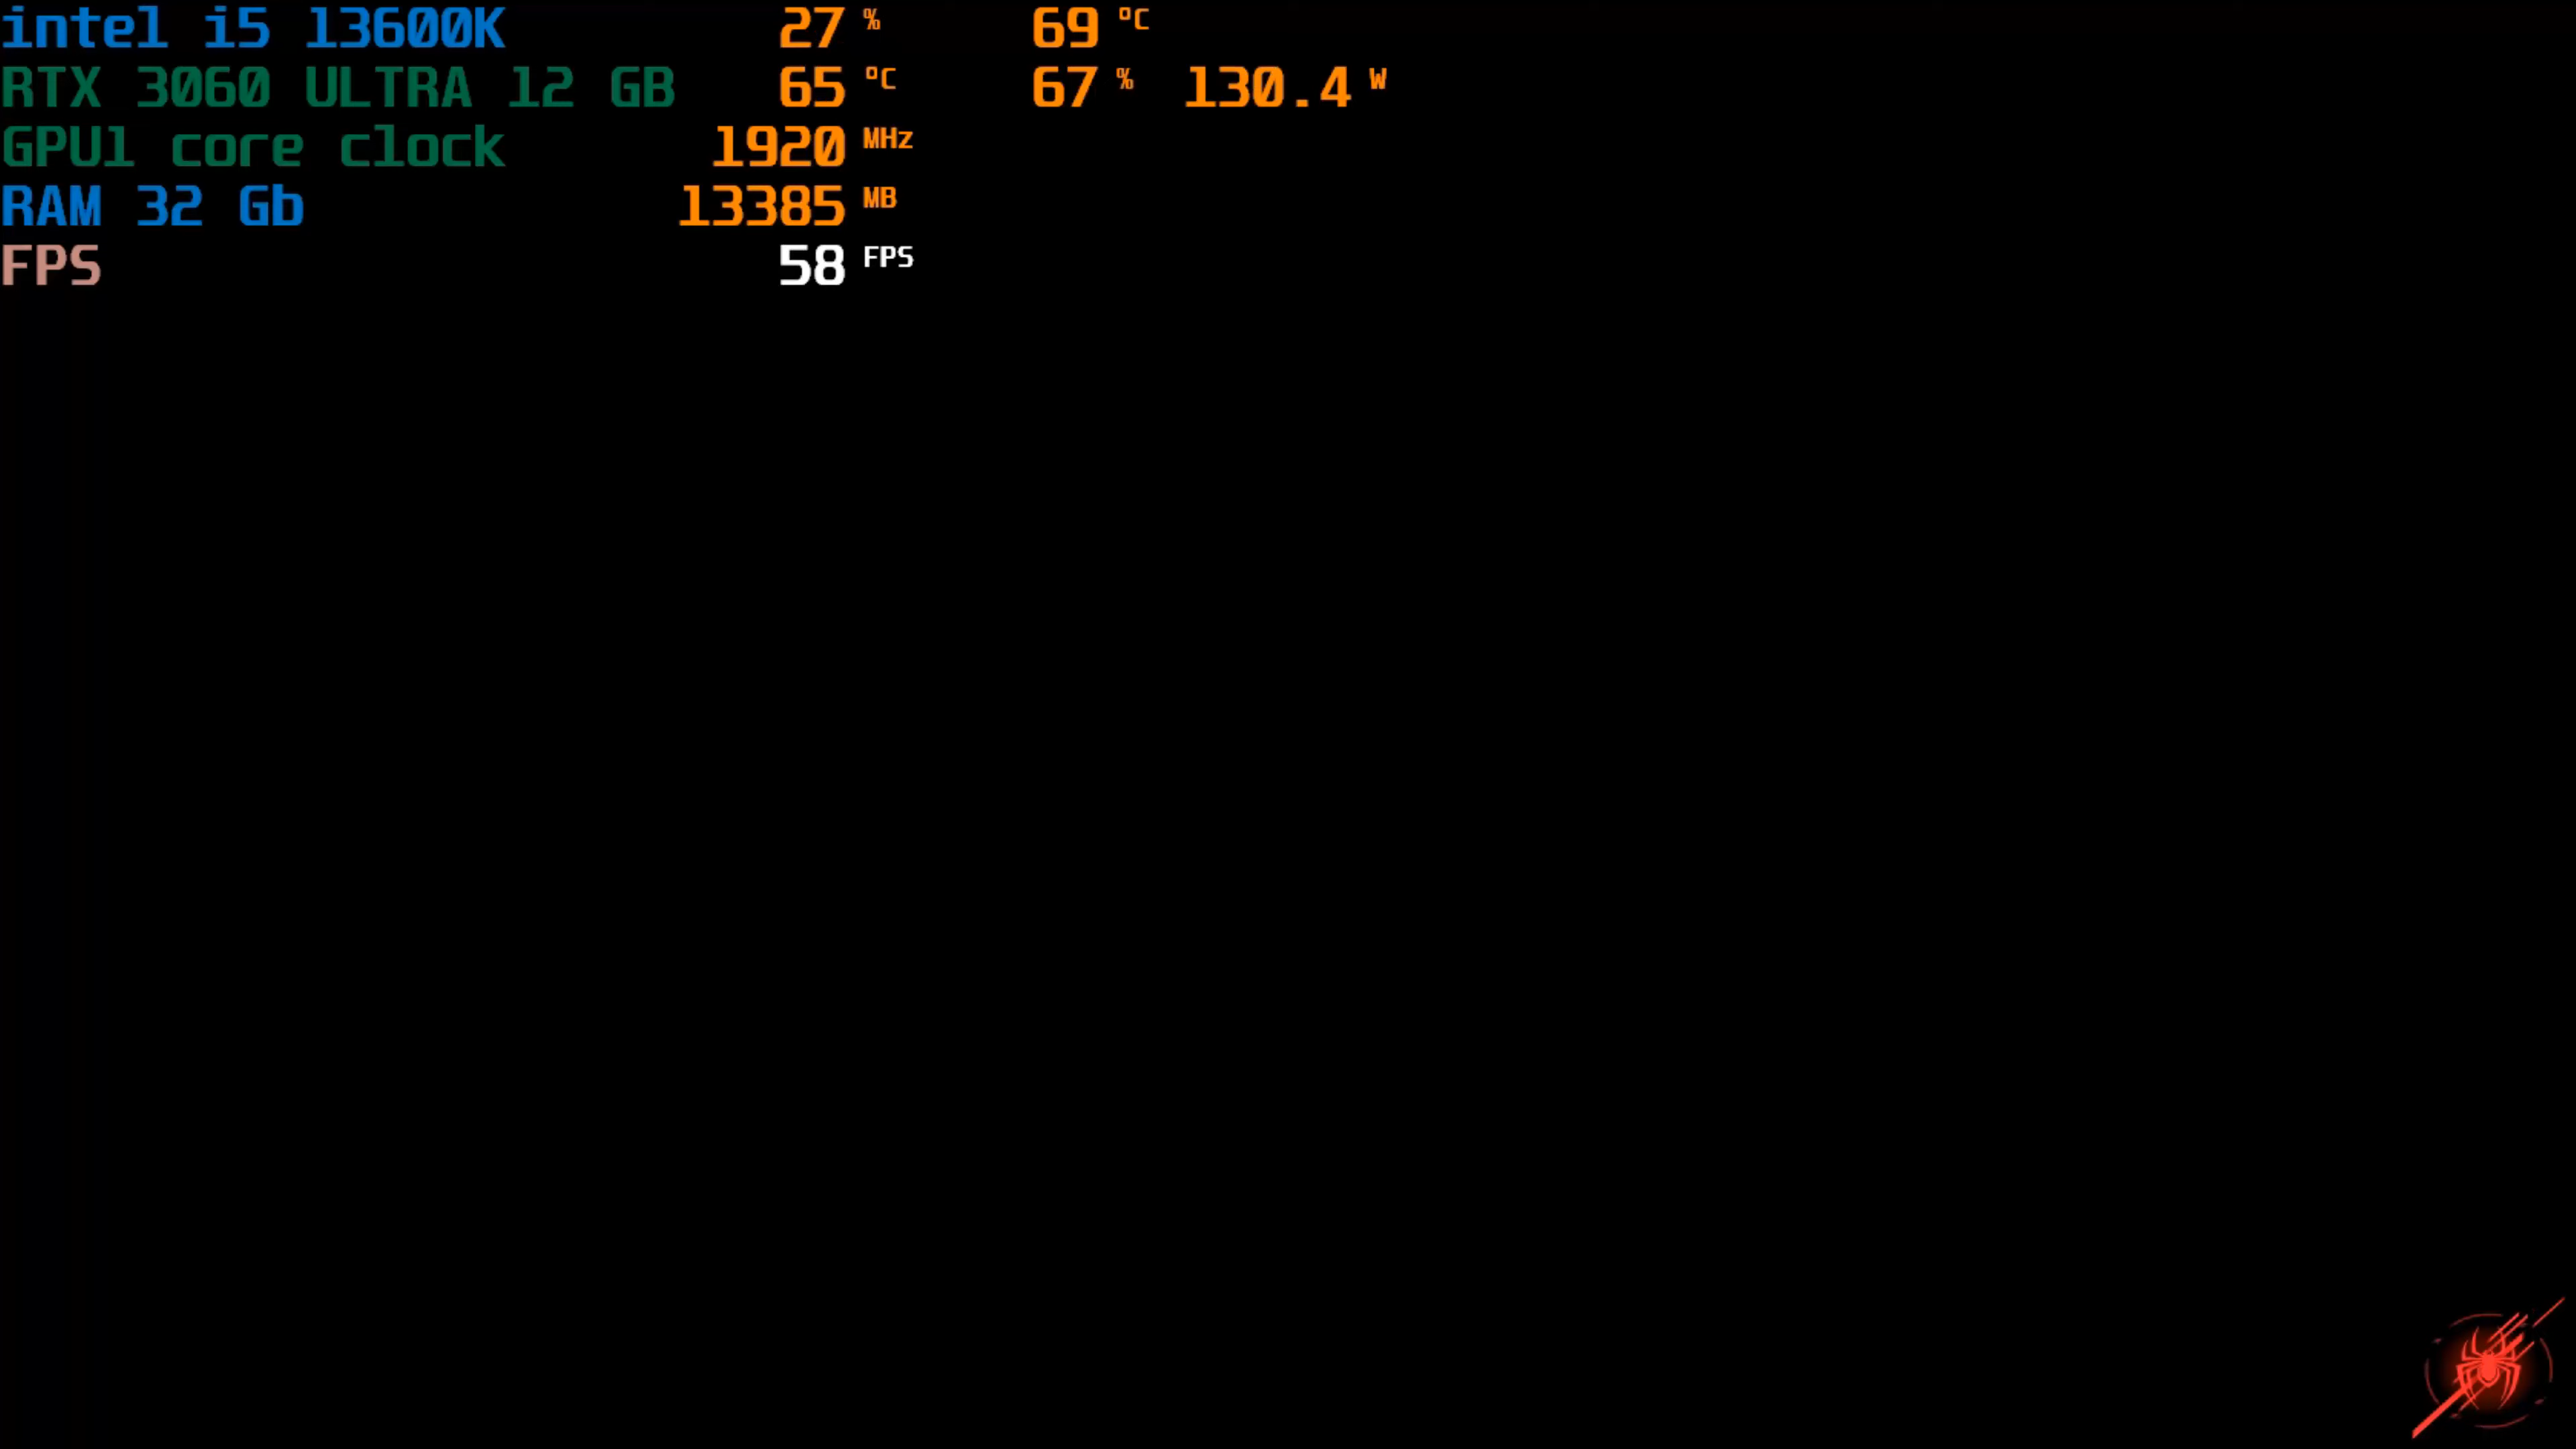 intel i5 13600K 27 % 69 °C
RTX 3060 ULTRA 12 GB 65 °C 67 % 130.4 W
GPU1 core clock 1920 MHz
RAM 32 Gb 13385 MB
FPS 58 FPS